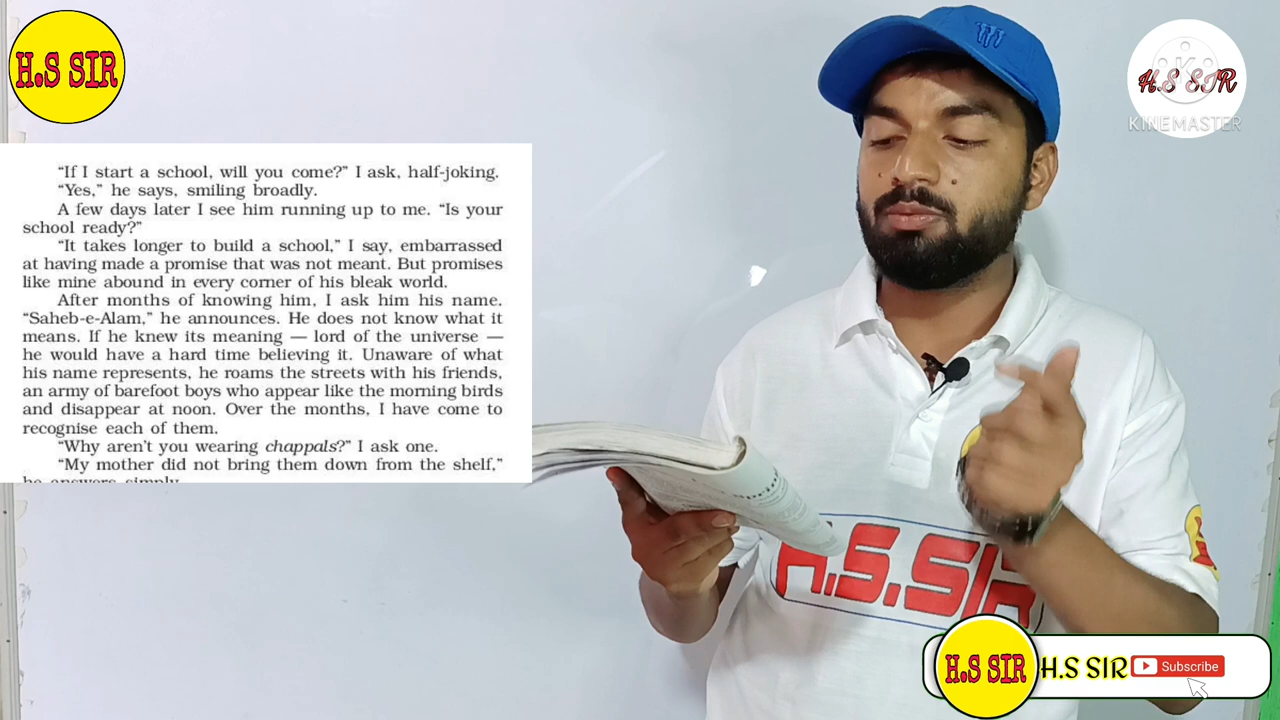 H.S SIR
H.S SIR
KINEMASTER
“If I start a school, will you come?” I ask, half-joking.
“Yes,” he says, smiling broadly.
A few days later I see him running up to me. “Is your
school ready?”
“It takes longer to build a school,” I say, embarrassed
at having made a promise that was not meant. But promises
like mine abound in every corner of his bleak world.
After months of knowing him, I ask him his name.
“Saheb-e-Alam,” he announces. He does not know what it
means. If he knew its meaning — lord of the universe —
he would have a hard time believing it. Unaware of what
his name represents, he roams the streets with his friends,
an army of barefoot boys who appear like the morning birds
and disappear at noon. Over the months, I have come to
recognise each of them.
“Why aren’t you wearing chappals?” I ask one.
“My mother did not bring them down from the shelf,”
he answers simply
H.S.SIR
H.S SIR
H.S SIR
Subscribe